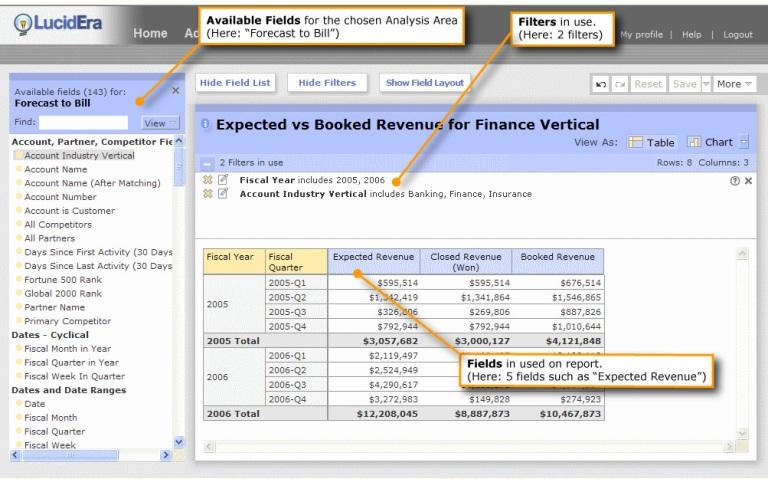 LucidEra
Available Fields for the chosen Analysis Area
(Here: "Forecast to Bill")
Filters in use.
(Here: 2 filters)
Home
My profile | Help | Logout
Available fields (143) for:
Forecast to Bill
Find:
View
Hide Field List
Hide Filters
Show Field Layout
Reset
Save
More
Expected vs Booked Revenue for Finance Vertical
View As: Table Chart
2 Filters in use
Rows: 8 Columns: 3
Fiscal Year includes 2005, 2006
Account Industry Vertical includes Banking, Finance, Insurance
Account, Partner, Competitor Fie
Account Industry Vertical
Account Name
Account Name (After Matching)
Account Number
Account is Customer
All Competitors
All Partners
Days Since First Activity (30 Days
Days Since Last Activity (30 Days
Fortune 500 Rank
Global 2000 Rank
Partner Name
Primary Competitor
Dates - Cyclical
Fiscal Month in Year
Fiscal Quarter in Year
Fiscal Week In Quarter
Dates and Date Ranges
Date
Fiscal Month
Fiscal Quarter
Fiscal Week
Fiscal Year Fiscal Quarter Expected Revenue Closed Revenue (Won) Booked Revenue
2005
2005-Q1 $595,514 $595,514 $676,514
2005-Q2 $1,342,419 $1,341,864 $1,546,865
2005-Q3 $326,806 $269,806 $887,826
2005-Q4 $792,944 $792,944 $1,010,644
2005 Total $3,057,682 $3,000,127 $4,121,848
2006
2006-Q1 $2,119,497
2006-Q2 $2,524,949
2006-Q3 $4,290,617
2006-Q4 $3,272,983 $149,828 $274,923
2006 Total $12,208,045 $8,887,873 $10,467,873
Fields in used on report.
(Here: 5 fields such as "Expected Revenue")